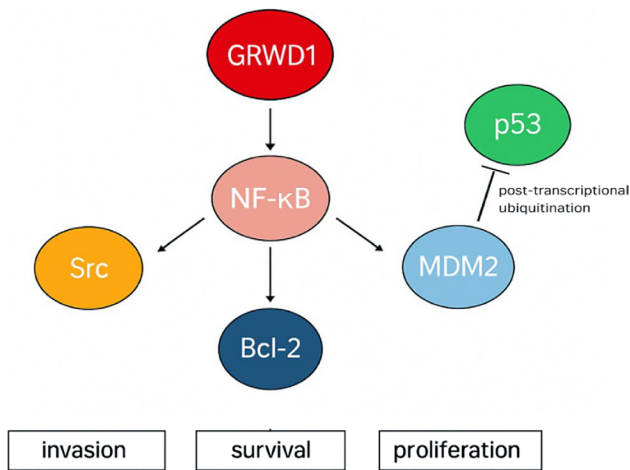 GRWD1
p53
NF-κB
post-transcriptional
ubiquitination
Src
MDM2
Bcl-2
invasion
survival
proliferation